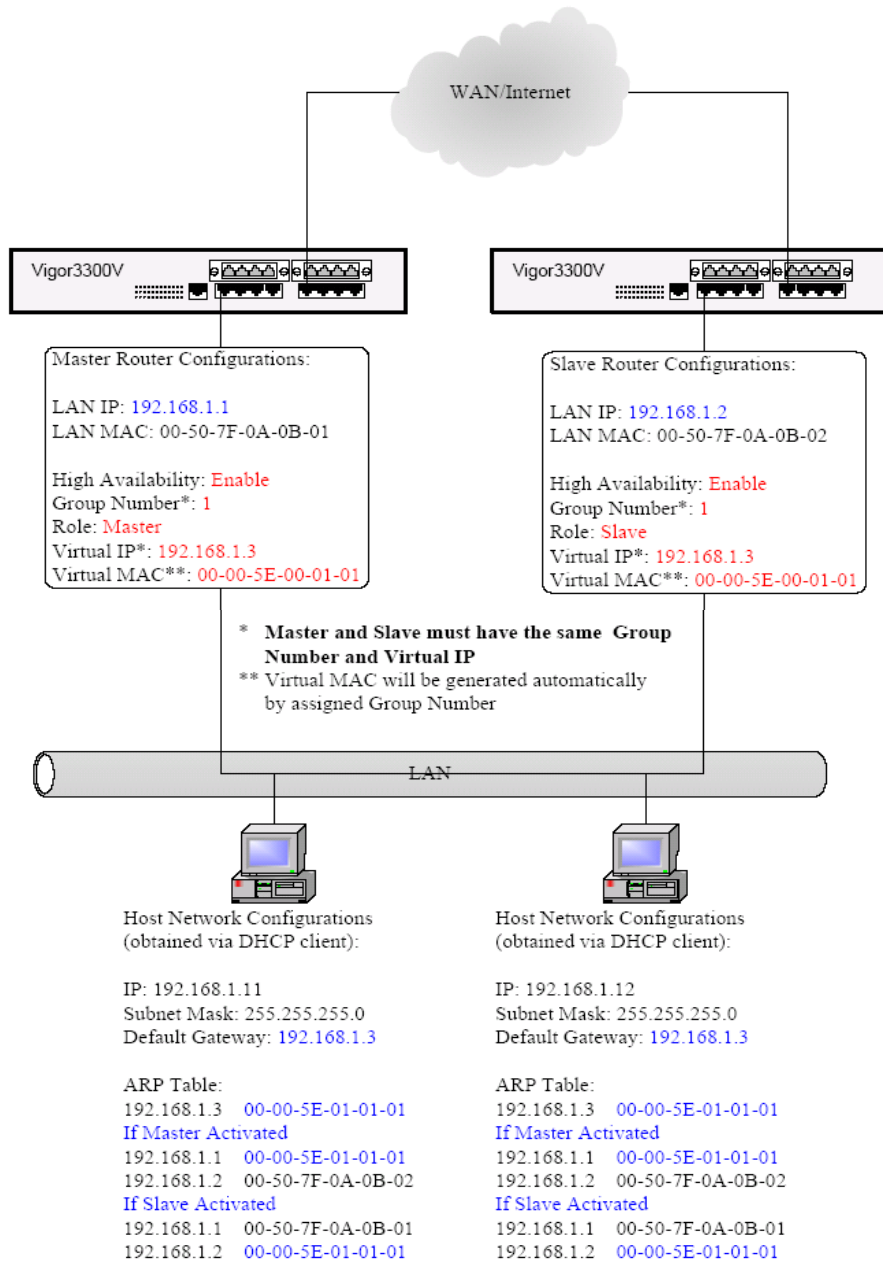 WAN/Internet
Vigor3300V
Vigor3300V
Master Router Configurations:
LAN IP: 192.168.1.1
LAN MAC: 00-50-7F-0A-0B-01
High Availability: Enable
Group Number*: 1
Role: Master
Virtual IP*: 192.168.1.3
Virtual MAC**: 00-00-5E-00-01-01
Slave Router Configurations:
LAN IP: 192.168.1.2
LAN MAC: 00-50-7F-0A-0B-02
High Availability: Enable
Group Number*: 1
Role: Slave
Virtual IP*: 192.168.1.3
Virtual MAC**: 00-00-5E-00-01-01
* Master and Slave must have the same Group
Number and Virtual IP
** Virtual MAC will be generated automatically
by assigned Group Number
LAN
Host Network Configurations
(obtained via DHCP client):
IP: 192.168.1.11
Subnet Mask: 255.255.255.0
Default Gateway: 192.168.1.3
ARP Table:
192.168.1.3 00-00-5E-01-01-01
If Master Activated
192.168.1.1 00-00-5E-01-01-01
192.168.1.2 00-50-7F-0A-0B-02
If Slave Activated
192.168.1.1 00-50-7F-0A-0B-01
192.168.1.2 00-00-5E-01-01-01
Host Network Configurations
(obtained via DHCP client):
IP: 192.168.1.12
Subnet Mask: 255.255.255.0
Default Gateway: 192.168.1.3
ARP Table:
192.168.1.3 00-00-5E-01-01-01
If Master Activated
192.168.1.1 00-00-5E-01-01-01
192.168.1.2 00-50-7F-0A-0B-02
If Slave Activated
192.168.1.1 00-50-7F-0A-0B-01
192.168.1.2 00-00-5E-01-01-01